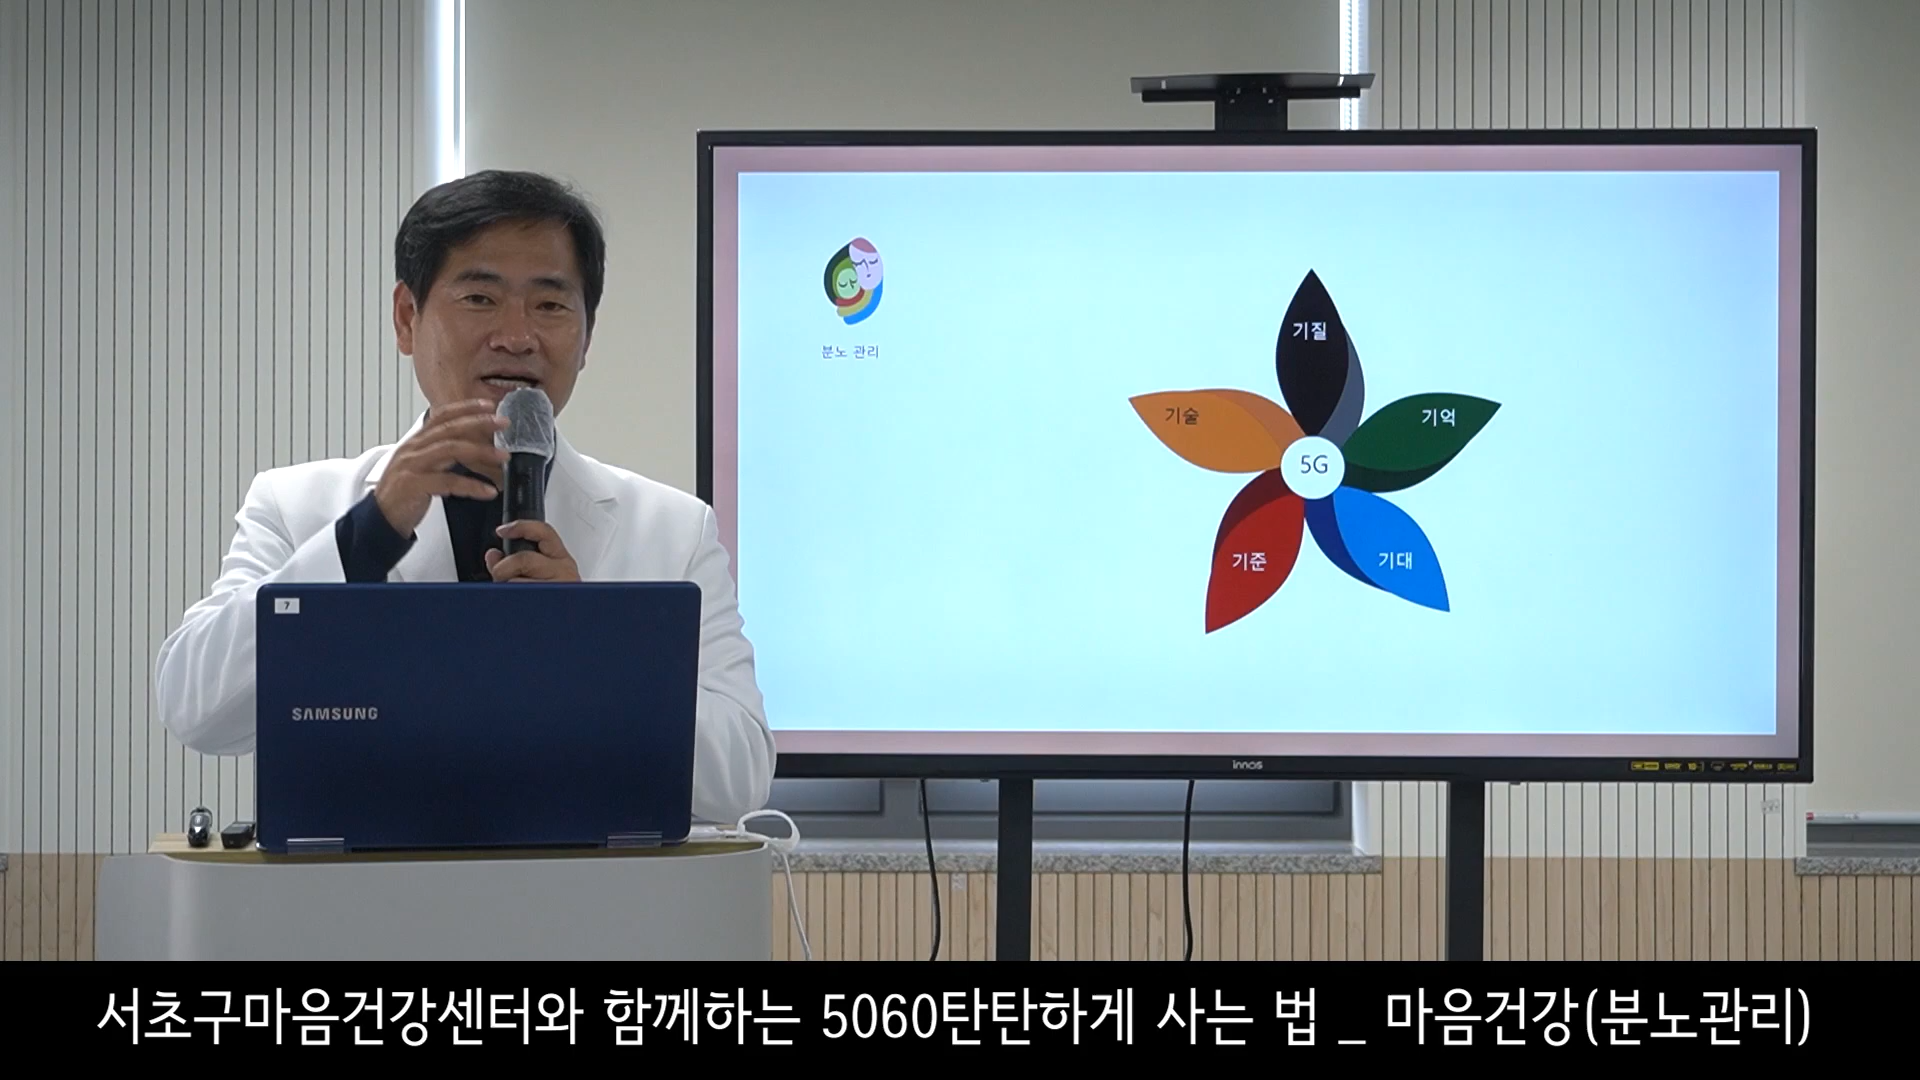 분노 관리
기질
기술
기억
5G
기준
기대
7
SAMSUNG
innos
서초구마음건강센터와 함께하는 5060탄탄하게 사는 법 _ 마음건강(분노관리)